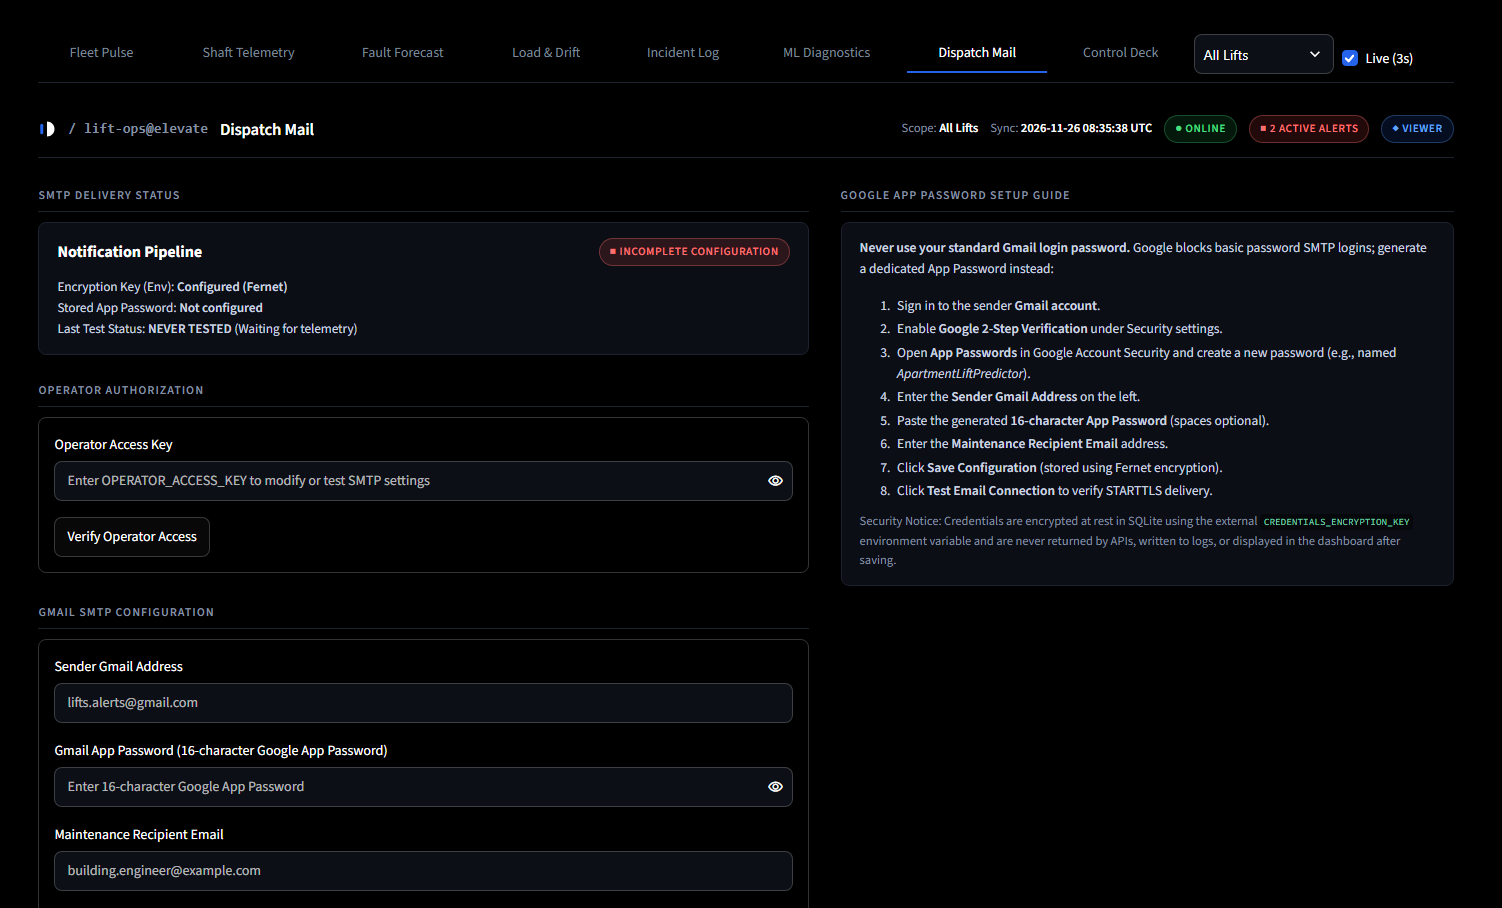 Fleet Pulse
Shaft Telemetry
Fault Forecast
Load & Drift
Incident Log
ML Diagnostics
Dispatch Mail
Control Deck
All Lifts
Live (3s)
/ lift-ops@elevate Dispatch Mail
Scope: All Lifts Sync: 2026-11-26 08:35:38 UTC
ONLINE
2 ACTIVE ALERTS
VIEWER
SMTP DELIVERY STATUS
Notification Pipeline
INCOMPLETE CONFIGURATION
Encryption Key (Env): Configured (Fernet)
Stored App Password: Not configured
Last Test Status: NEVER TESTED (Waiting for telemetry)
OPERATOR AUTHORIZATION
Operator Access Key
Enter OPERATOR_ACCESS_KEY to modify or test SMTP settings
Verify Operator Access
GMAIL SMTP CONFIGURATION
Sender Gmail Address
lifts.alerts@gmail.com
Gmail App Password (16-character Google App Password)
Enter 16-character Google App Password
Maintenance Recipient Email
building.engineer@example.com
GOOGLE APP PASSWORD SETUP GUIDE
Never use your standard Gmail login password. Google blocks basic password SMTP logins; generate
a dedicated App Password instead:
1. Sign in to the sender Gmail account.
2. Enable Google 2-Step Verification under Security settings.
3. Open App Passwords in Google Account Security and create a new password (e.g., named
ApartmentLiftPredictor).
4. Enter the Sender Gmail Address on the left.
5. Paste the generated 16-character App Password (spaces optional).
6. Enter the Maintenance Recipient Email address.
7. Click Save Configuration (stored using Fernet encryption).
8. Click Test Email Connection to verify STARTTLS delivery.
Security Notice: Credentials are encrypted at rest in SQLite using the external CREDENTIALS_ENCRYPTION_KEY
environment variable and are never returned by APIs, written to logs, or displayed in the dashboard after
saving.